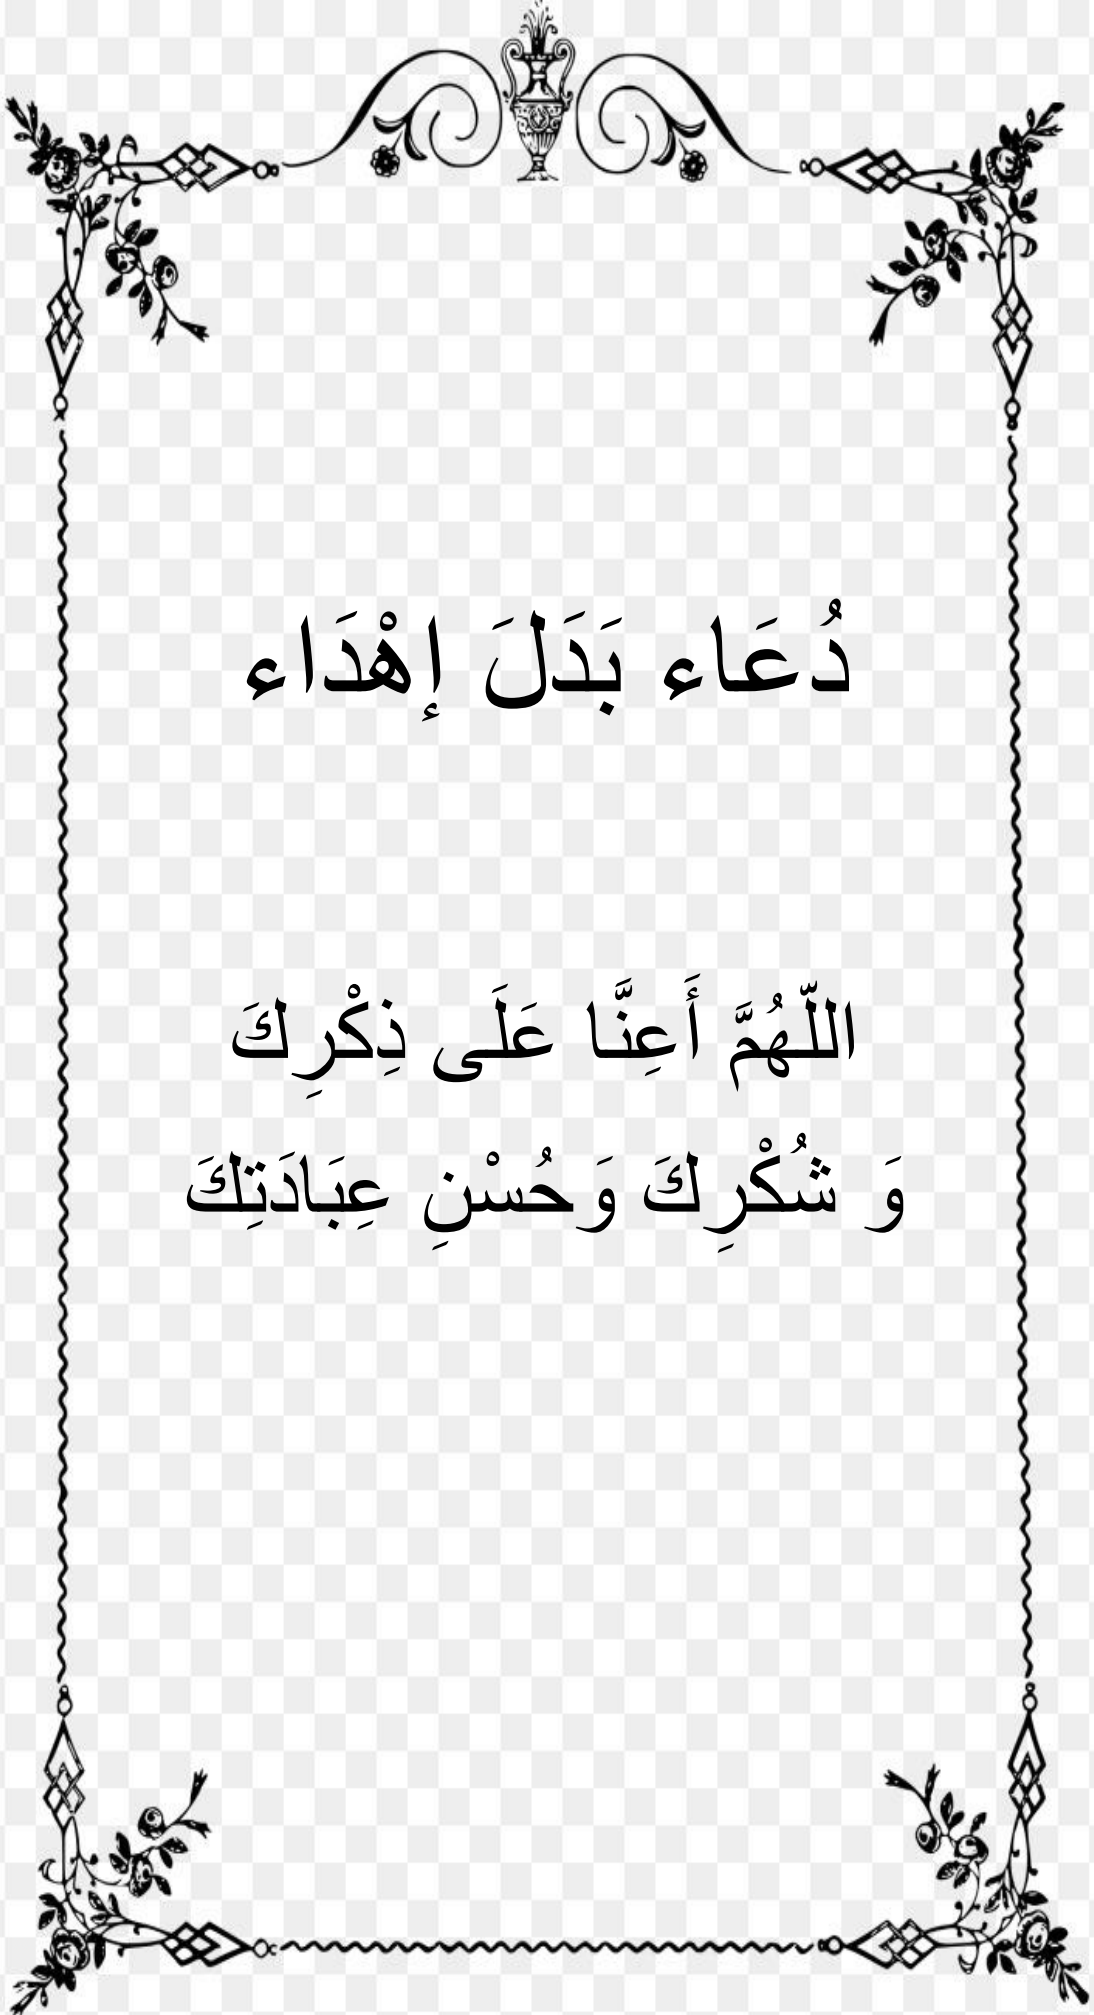 دُعَاء بَدَلَ إهْدَاء
اللّهُمَّ أَعِنَّا عَلَى ذِكْرِكَ
وَ شُكْرِكَ وَحُسْنِ عِبَادَتِكَ